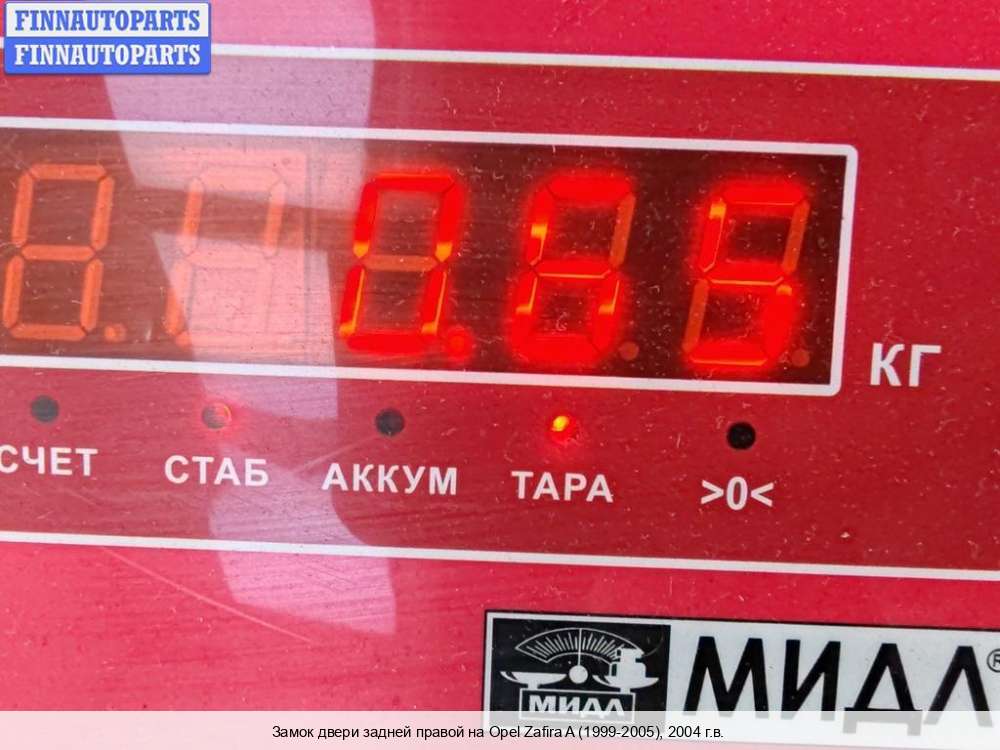 FINNAUTOPARTS
FINNAUTOPARTS
0.65
КГ
СЧЕТ СТАБ АККУМ ТАРА >0<
МИДЛ
МИДЛ®
Замок двери задней правой на Opel Zafira A (1999-2005), 2004 г.в.